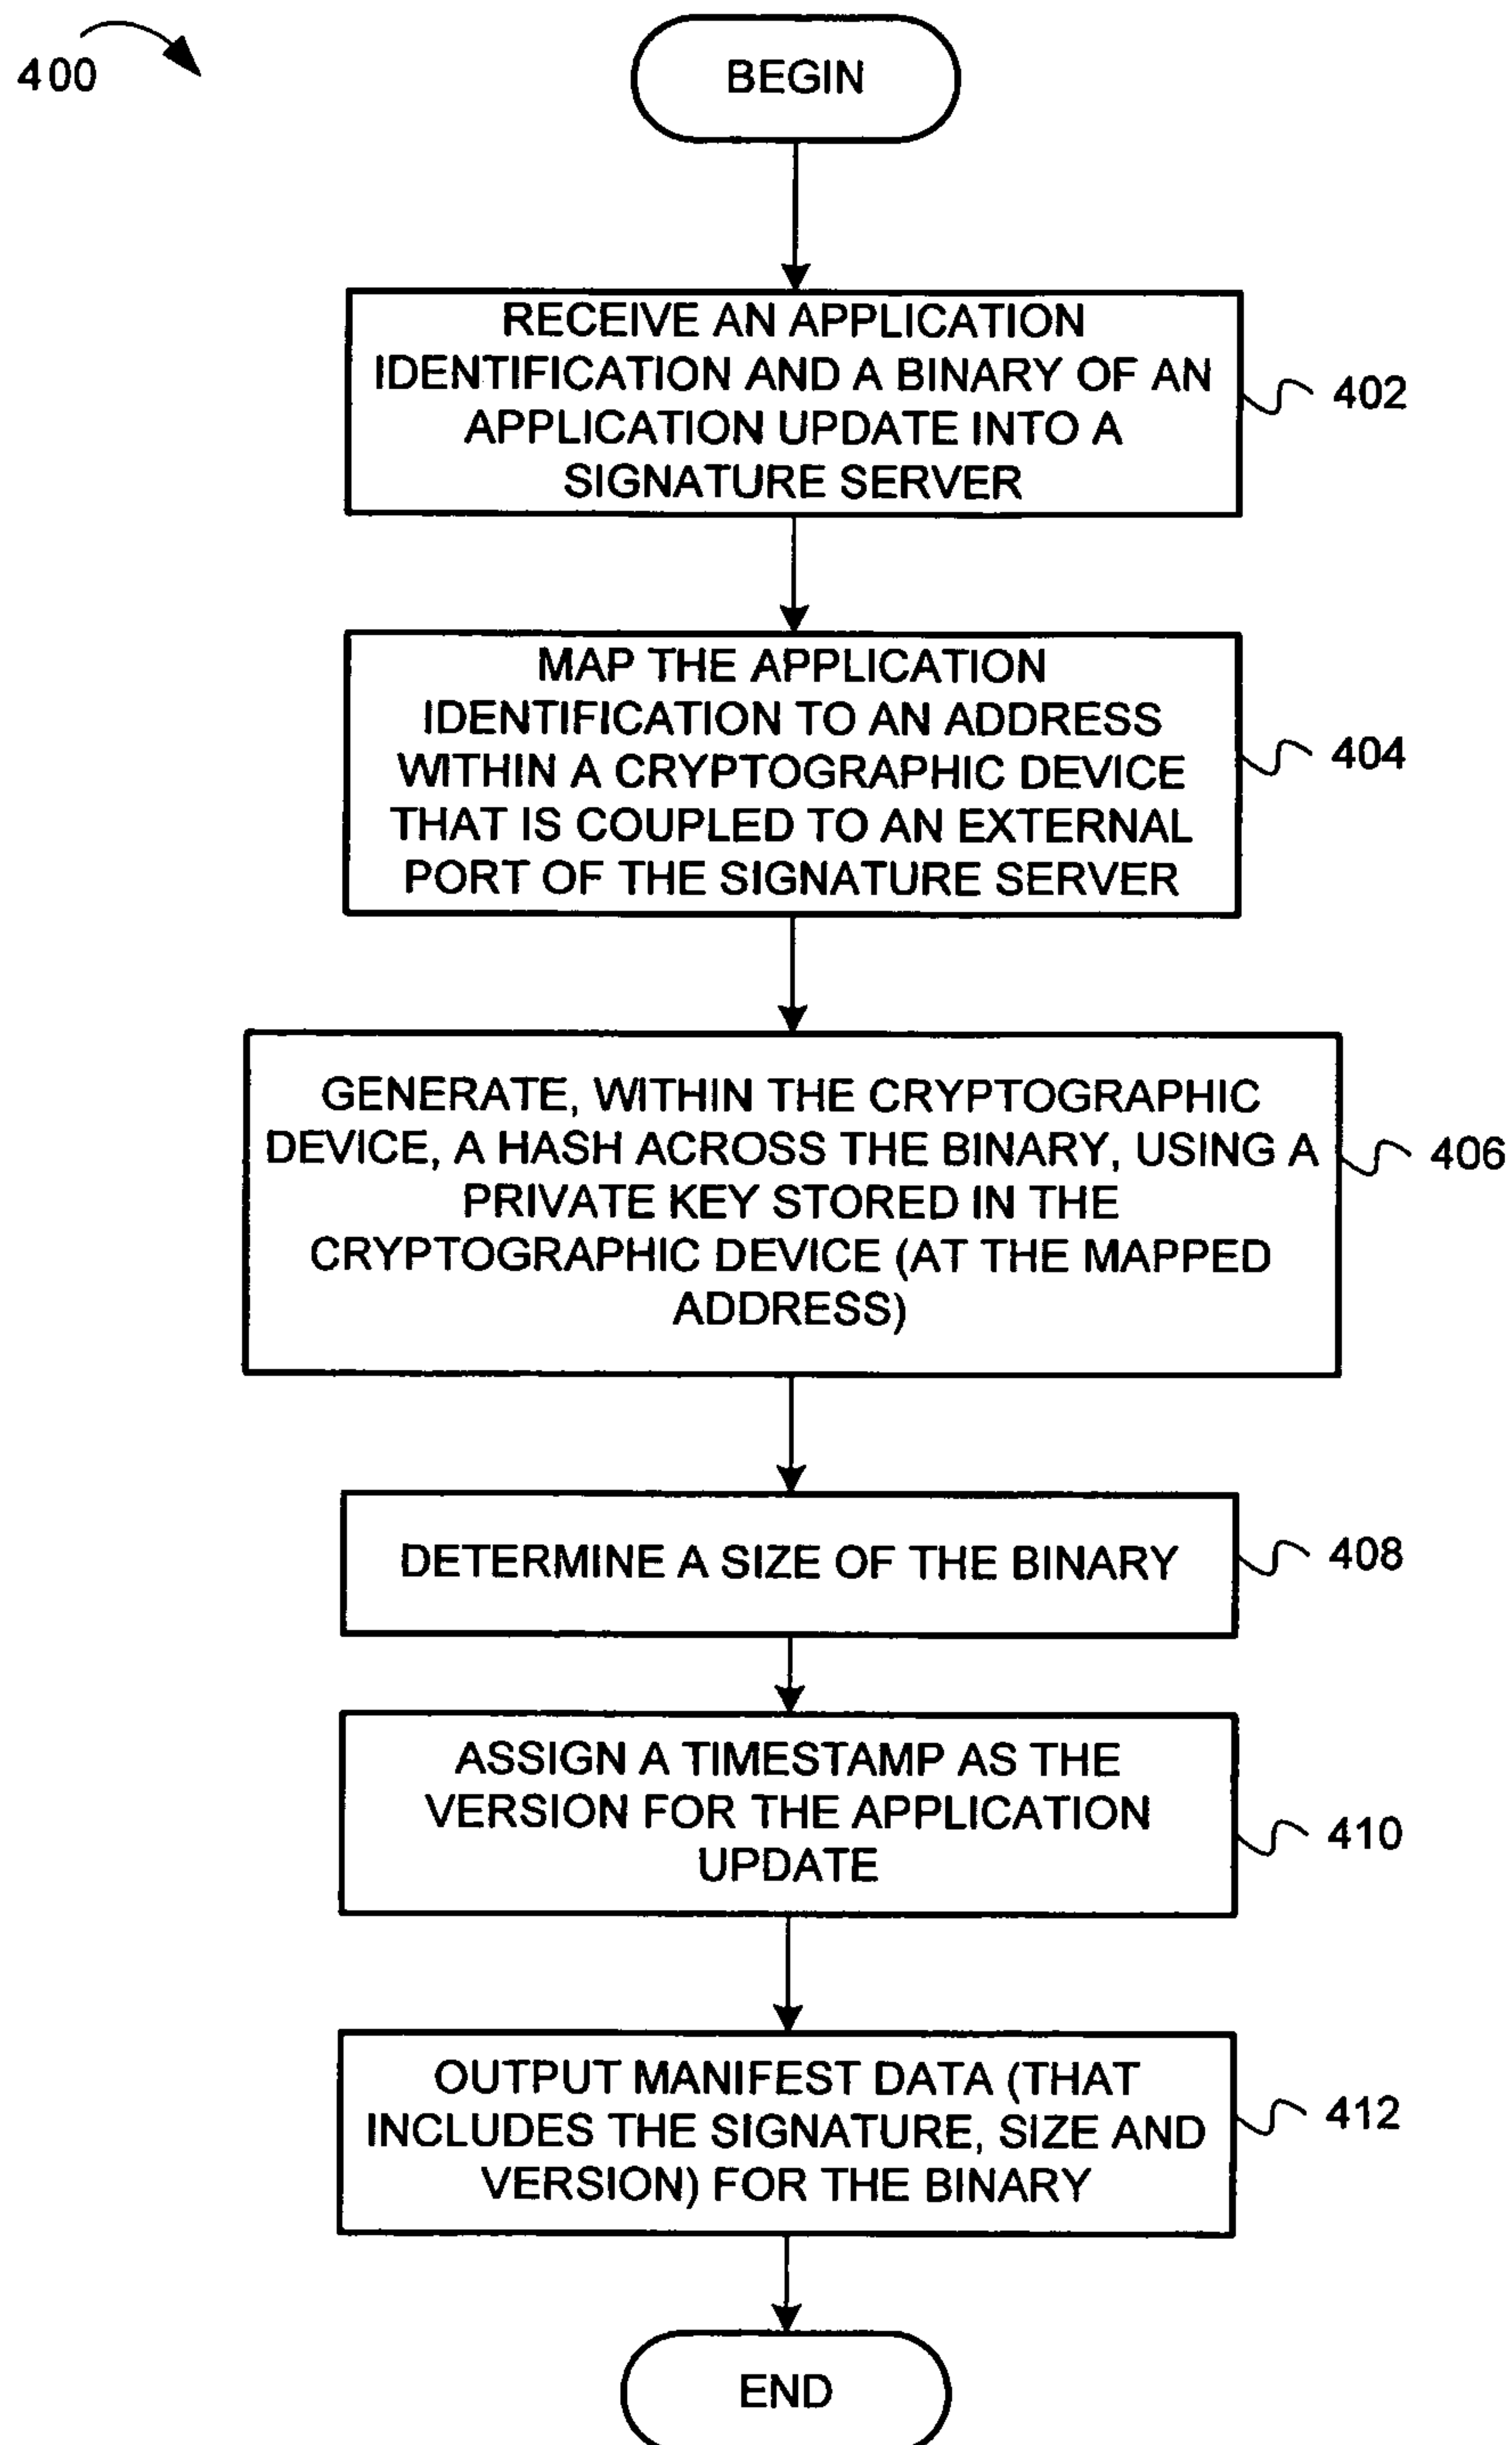 400
BEGIN
RECEIVE AN APPLICATION
IDENTIFICATION AND A BINARY OF AN
APPLICATION UPDATE INTO A
SIGNATURE SERVER
402
MAP THE APPLICATION
IDENTIFICATION TO AN ADDRESS
WITHIN A CRYPTOGRAPHIC DEVICE
THAT IS COUPLED TO AN EXTERNAL
PORT OF THE SIGNATURE SERVER
404
GENERATE, WITHIN THE CRYPTOGRAPHIC
DEVICE, A HASH ACROSS THE BINARY, USING A
PRIVATE KEY STORED IN THE
CRYPTOGRAPHIC DEVICE (AT THE MAPPED
ADDRESS)
406
DETERMINE A SIZE OF THE BINARY
408
ASSIGN A TIMESTAMP AS THE
VERSION FOR THE APPLICATION
UPDATE
410
OUTPUT MANIFEST DATA (THAT
INCLUDES THE SIGNATURE, SIZE AND
VERSION) FOR THE BINARY
412
END